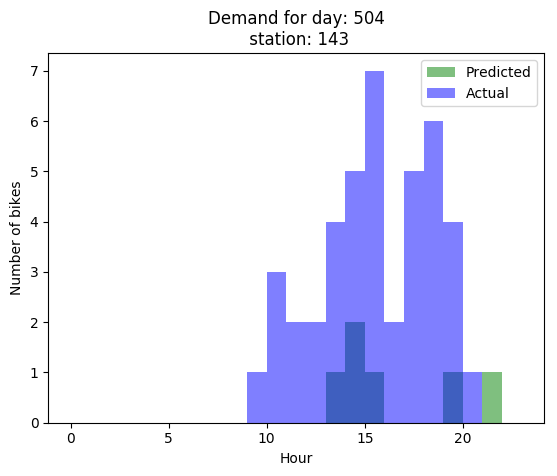 Demand for day: 504
station: 143
Predicted
Actual
Number of bikes
7
6
5
4
3
2
1
0
0 5 10 15 20
Hour